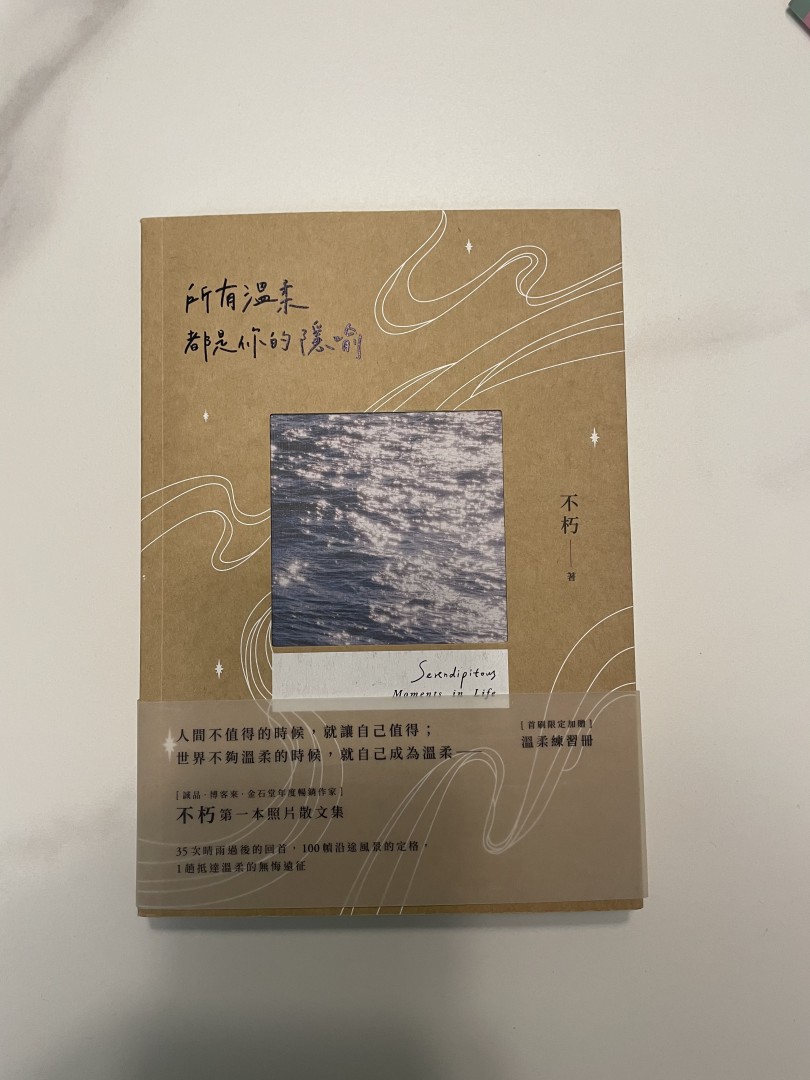 所有溫柔
都是你的隱喻
不朽——著
Serendipitous
Moments in Life
人間不值得的時候，就讓自己值得；
世界不夠溫柔的時候，就自己成為溫柔——
[ 首刷限定加贈 ]
溫柔練習冊
[ 誠品·博客來·金石堂年度暢銷作家 ]
不朽第一本照片散文集
35次晴雨過後的回首，100幀沿途風景的定格，
1趟抵達溫柔的無悔遠征